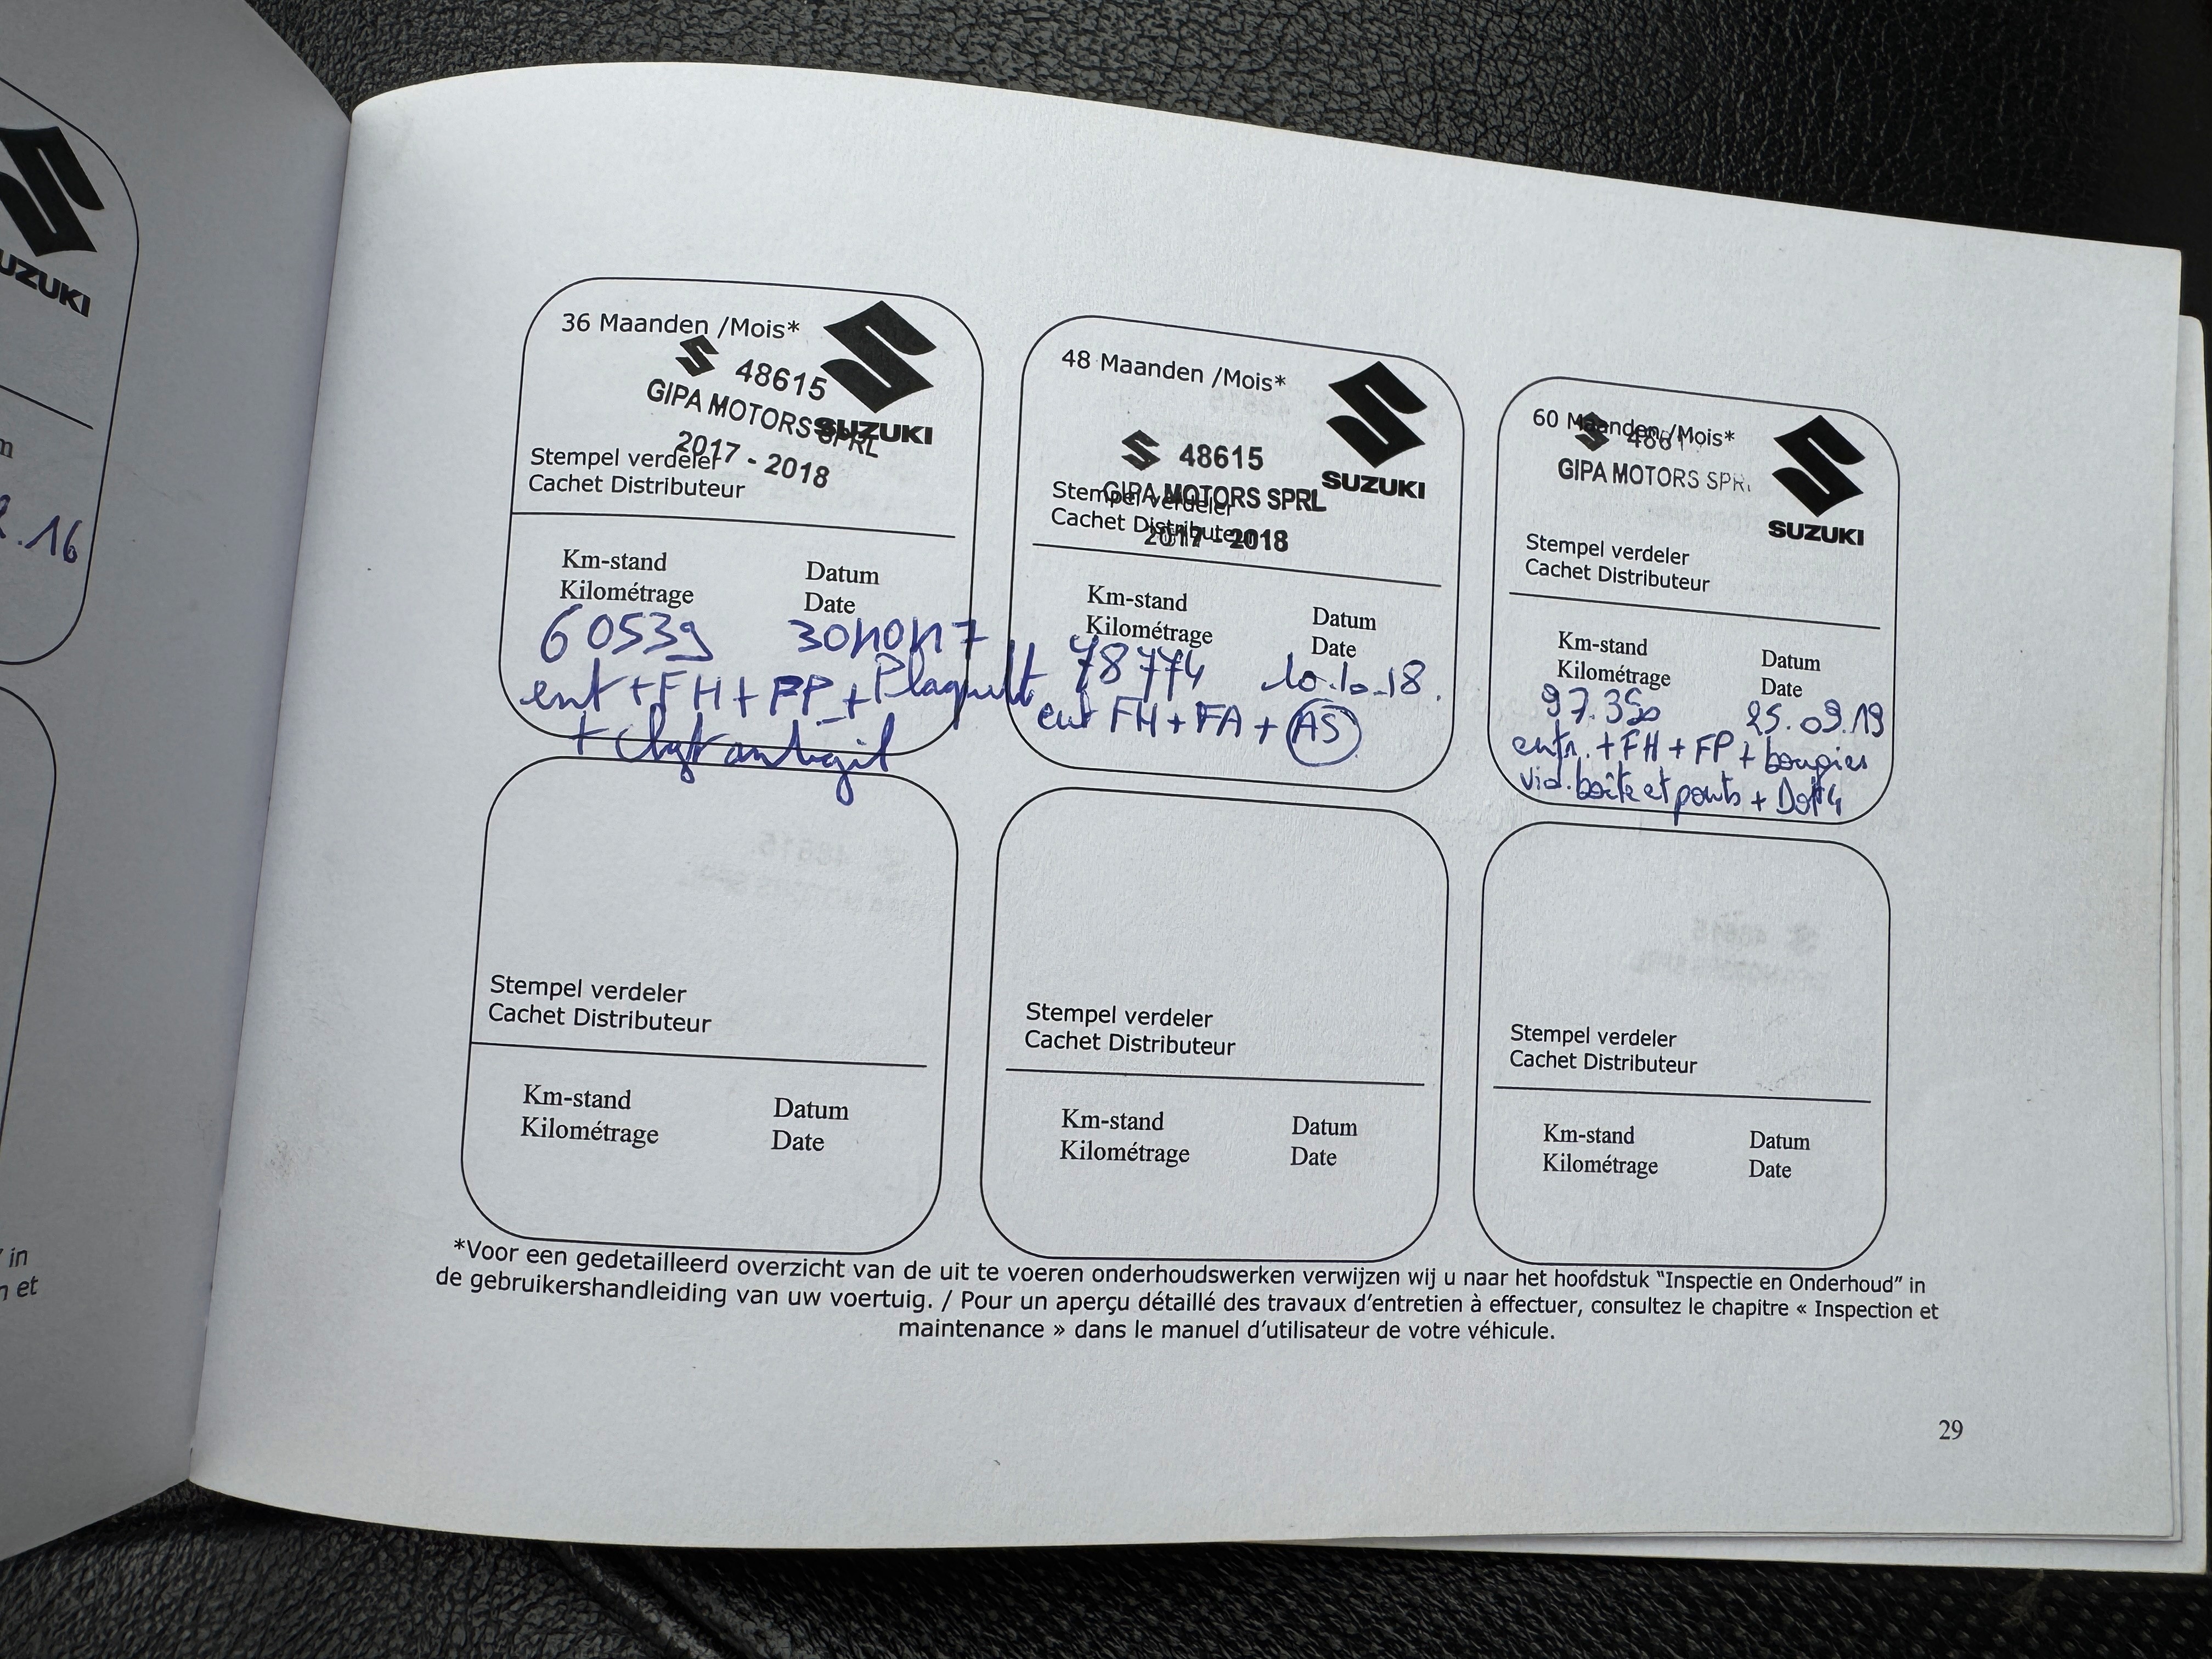 UZUKI
.16
in
et
36 Maanden /Mois*
48615
GIPA MOTORS SPRL
SUZUKI
2017 - 2018
Stempel verdeler
Cachet Distributeur
Km-stand Datum
Kilométrage Date
60539 30/10/17
ent + FH + FP + Plaquett
+ antigil
48 Maanden /Mois*
48615
SUZUKI
GIPA MOTORS SPRL
Stempel verdeler
Cachet Distributeur
2017 - 2018
Km-stand Datum
Kilométrage Date
78774 10.10.18.
ent FH + FA + AS
60 Maanden /Mois*
4861
GIPA MOTORS SPRL
SUZUKI
Stempel verdeler
Cachet Distributeur
Km-stand Datum
Kilométrage Date
97.350 25.09.19
entr. + FH + FP + bougies
vid. boîte et ponts + Dot4
Stempel verdeler
Cachet Distributeur
Km-stand Datum
Kilométrage Date
Stempel verdeler
Cachet Distributeur
Km-stand Datum
Kilométrage Date
Stempel verdeler
Cachet Distributeur
Km-stand Datum
Kilométrage Date
*Voor een gedetailleerd overzicht van de uit te voeren onderhoudswerken verwijzen wij u naar het hoofdstuk "Inspectie en Onderhoud" in
de gebruikershandleiding van uw voertuig. / Pour un aperçu détaillé des travaux d'entretien à effectuer, consultez le chapitre « Inspection et
maintenance » dans le manuel d'utilisateur de votre véhicule.
29